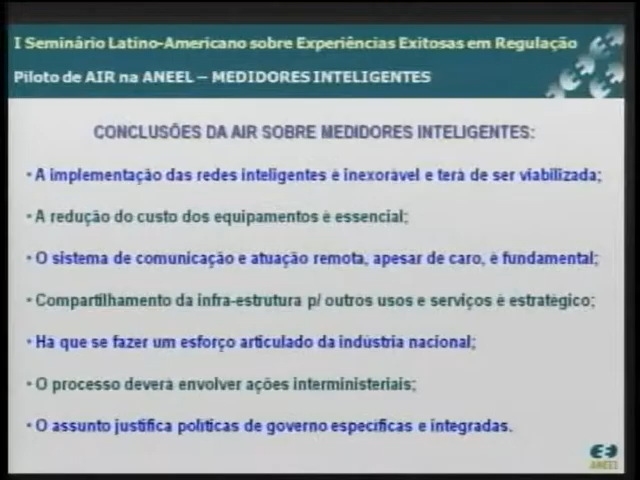 I Seminário Latino-Americano sobre Experiências Exitosas em Regulação
Piloto de AIR na ANEEL – MEDIDORES INTELIGENTES
CONCLUSÕES DA AIR SOBRE MEDIDORES INTELIGENTES:
• A implementação das redes inteligentes é inexorável e terá de ser viabilizada;
• A redução do custo dos equipamentos é essencial;
• O sistema de comunicação e atuação remota, apesar de caro, é fundamental;
• Compartilhamento da infra-estrutura p/ outros usos e serviços é estratégico;
• Há que se fazer um esforço articulado da indústria nacional;
• O processo deverá envolver ações interministeriais;
• O assunto justifica políticas de governo específicas e integradas.
ANEEL